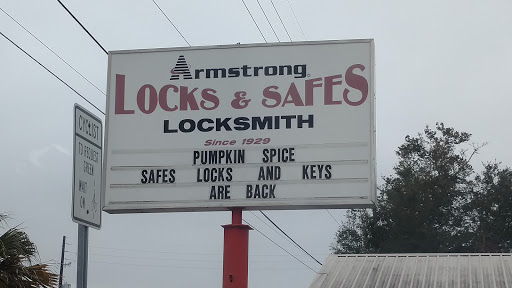 Armstrong
LOCKS & SAFES
LOCKSMITH
Since 1929
PUMPKIN SPICE
SAFES LOCKS AND KEYS
ARE BACK
CYCLIST
TO REQUEST
GREEN
WAIT
ON